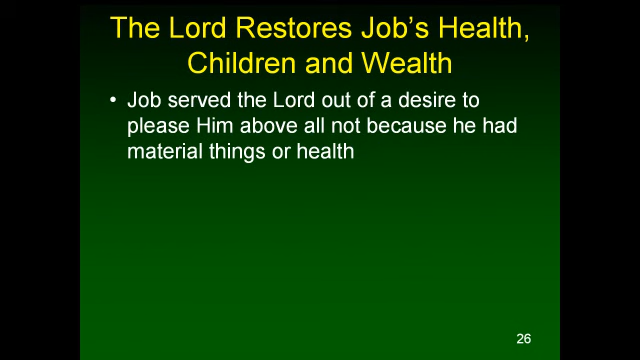 The Lord Restores Job's Health,
Children and Wealth
• Job served the Lord out of a desire to
please Him above all not because he had
material things or health
26